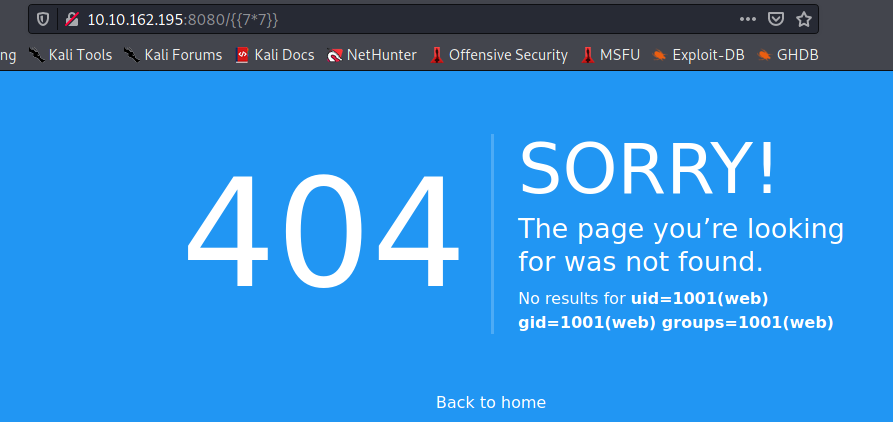 10.10.162.195:8080/{{7*7}}
ng Kali Tools Kali Forums Kali Docs NetHunter Offensive Security MSFU Exploit-DB GHDB
404
SORRY!
The page you’re looking
for was not found.
No results for uid=1001(web)
gid=1001(web) groups=1001(web)
Back to home